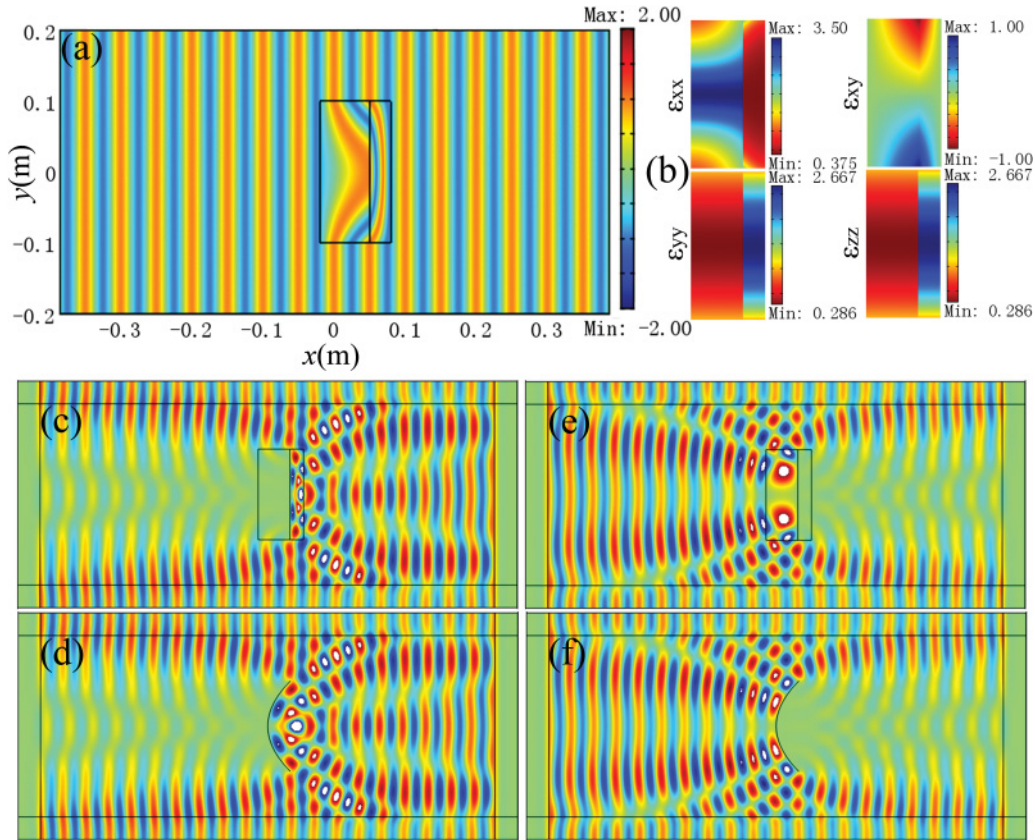 (a)
0.2
0.1
0
-0.1
-0.2
y(m)
-0.3
-0.2
-0.1
0
0.1
0.2
0.3
x(m)
Max: 2.00
Min: -2.00
(b)
εxx
Max: 3.50
Min: 0.375
εxy
Max: 1.00
Min: -1.00
εyy
Max: 2.667
Min: 0.286
εzz
Max: 2.667
Min: 0.286
(c)
(e)
(d)
(f)